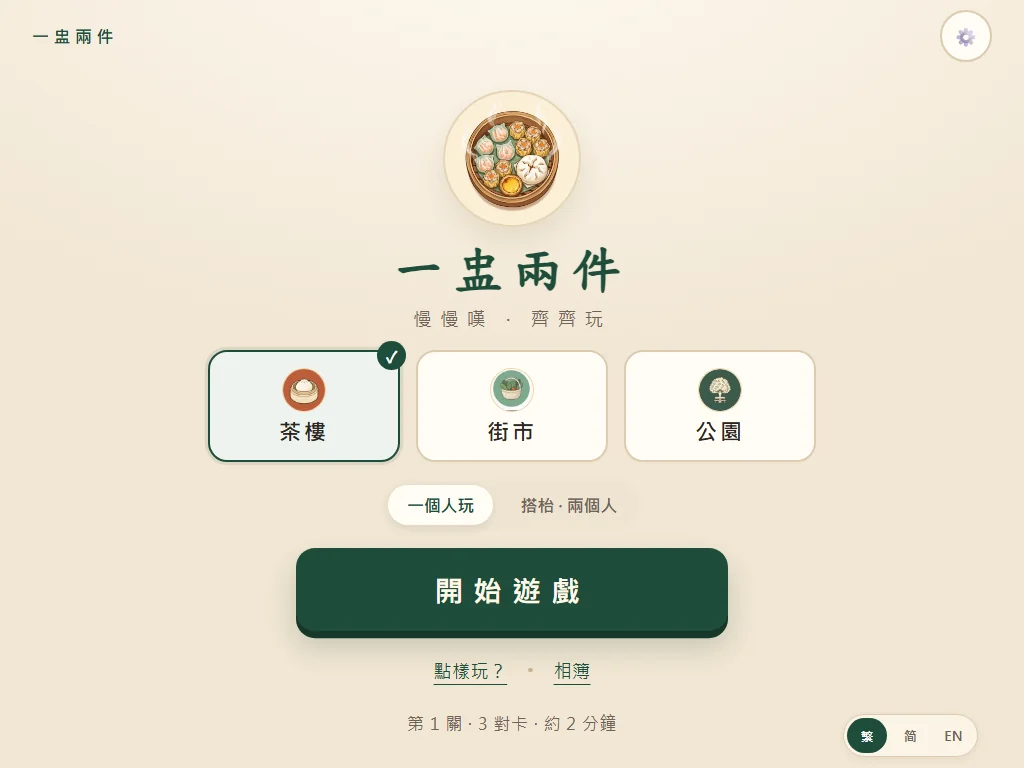 一盅兩件
一盅兩件
慢慢嘆 · 齊齊玩
茶樓
街市
公園
一個人玩
搭枱·兩個人
開始遊戲
點樣玩？ • 相簿
第 1 關 · 3 對卡 · 約 2 分鐘
繁 简 EN